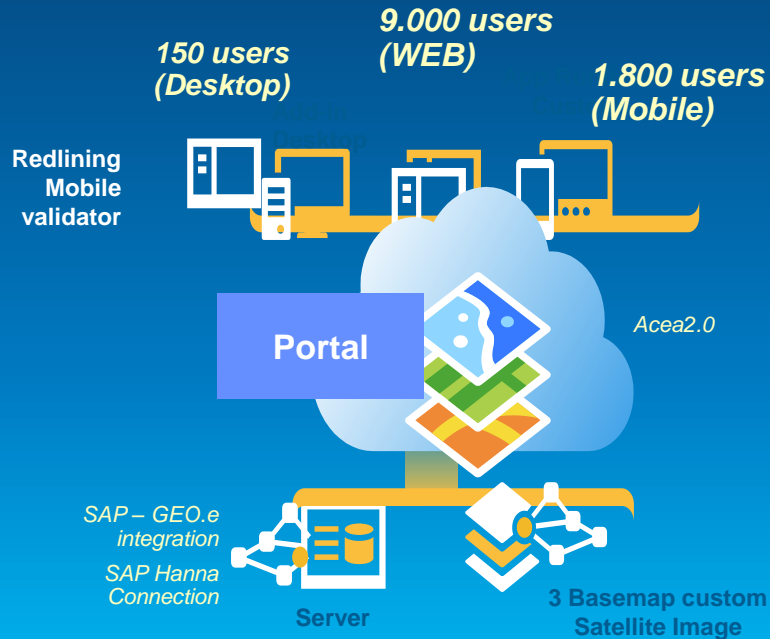 9.000 users
(WEB)
150 users
(Desktop)
1.800 users
(Mobile)
Desktop
Redlining
Mobile
validator
Portal
Acea2.0
SAP – GEO.e
integration
SAP Hanna
Connection
Server
3 Basemap custom
Satellite Image